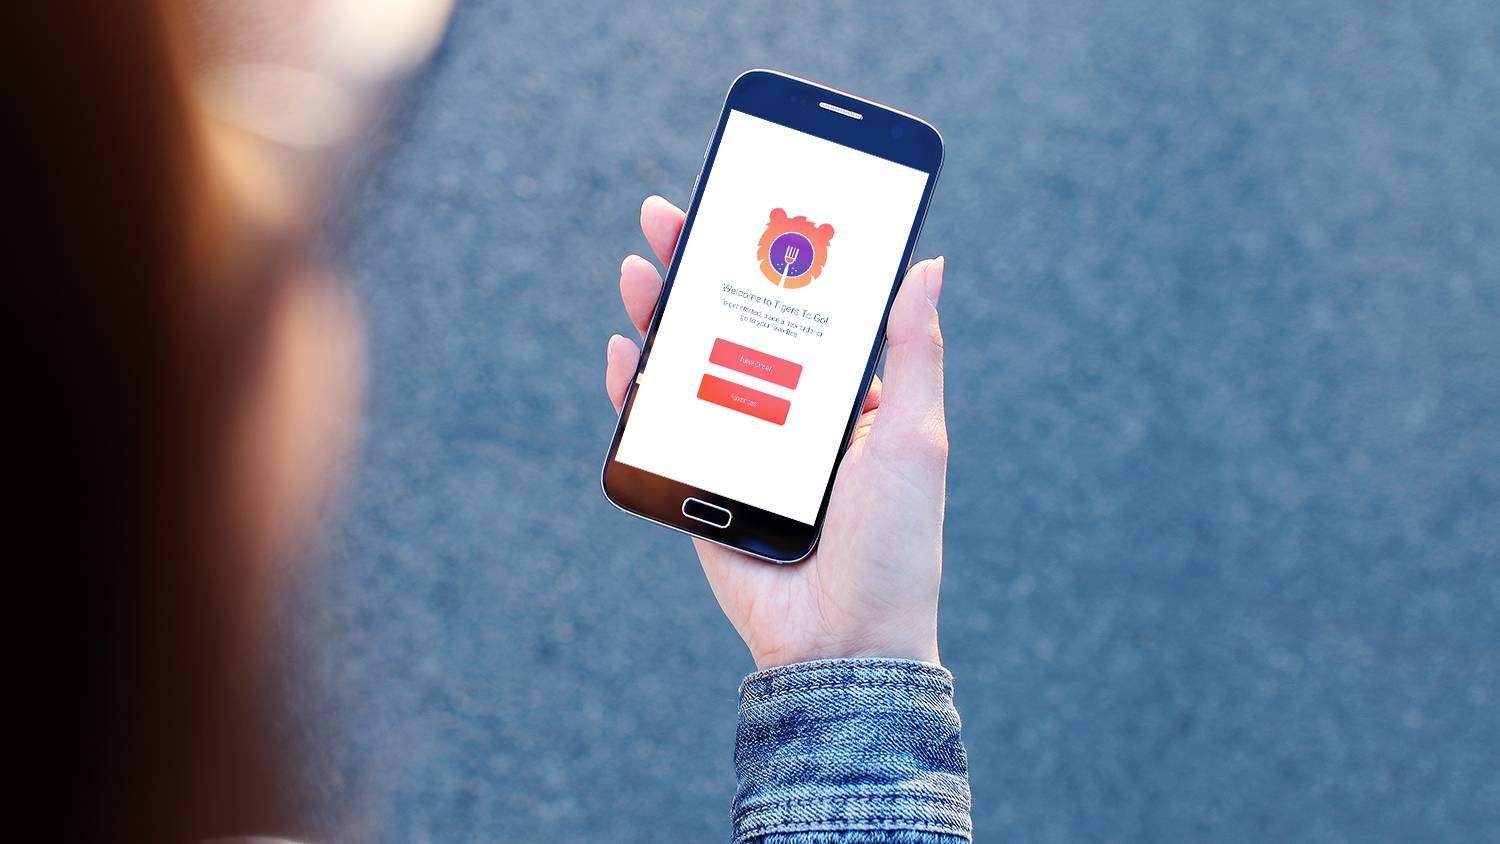 Welcome to Tigers To Go!
To get started, place a new order or
go to your favorites
New Order
Favorites